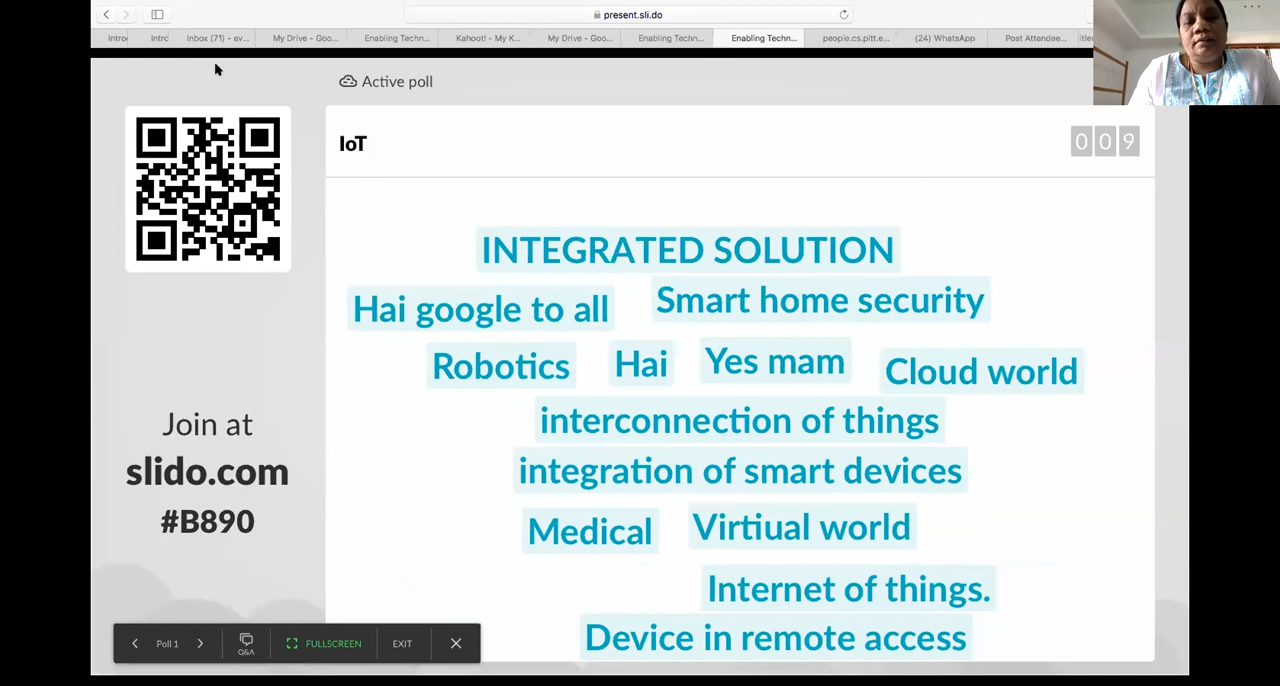 present.sli.do
Intro
Intro
Inbox (71) - ev...
My Drive - Goo...
Enabling Techn...
Kahoot! - My K...
My Drive - Goo...
Enabling Techn...
Enabling Techn...
people.cs.pitt.e...
(24) WhatsApp
Post Attendee...
Active poll
IoT
009
INTEGRATED SOLUTION
Hai google to all
Smart home security
Robotics
Hai
Yes mam
Cloud world
interconnection of things
integration of smart devices
Medical
Virtiual world
Internet of things.
Device in remote access
Join at
slido.com
#B890
Poll 1
Q&A
FULLSCREEN
EXIT